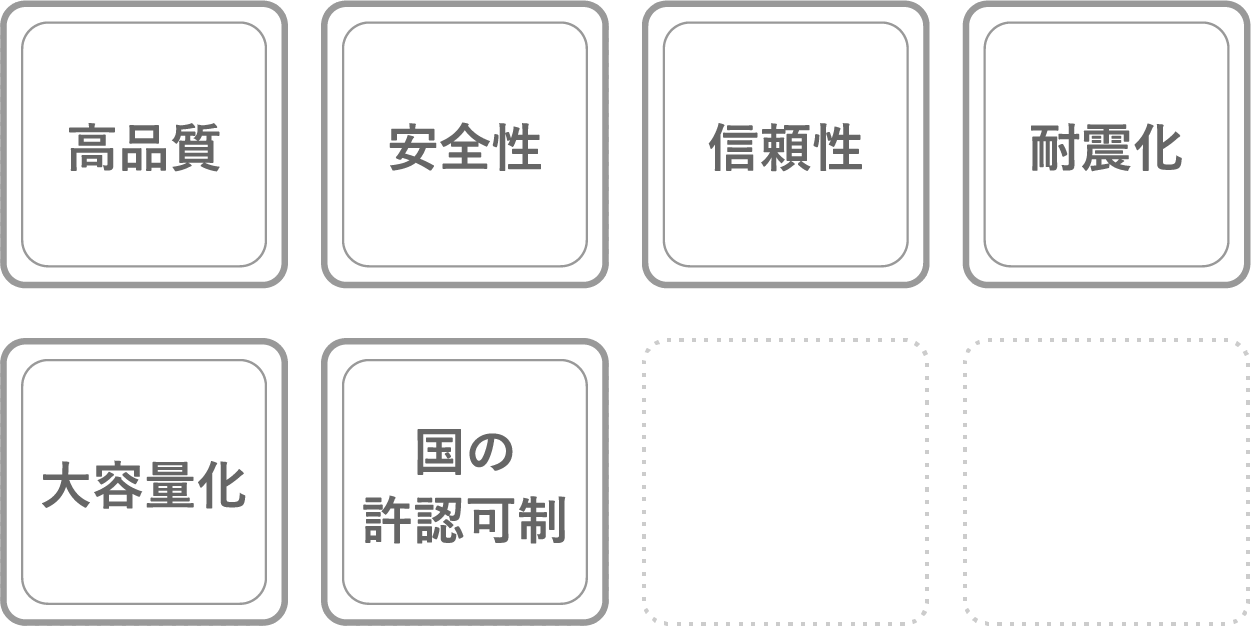 高品質
安全性
信頼性
耐震化
大容量化
国の
許認可制